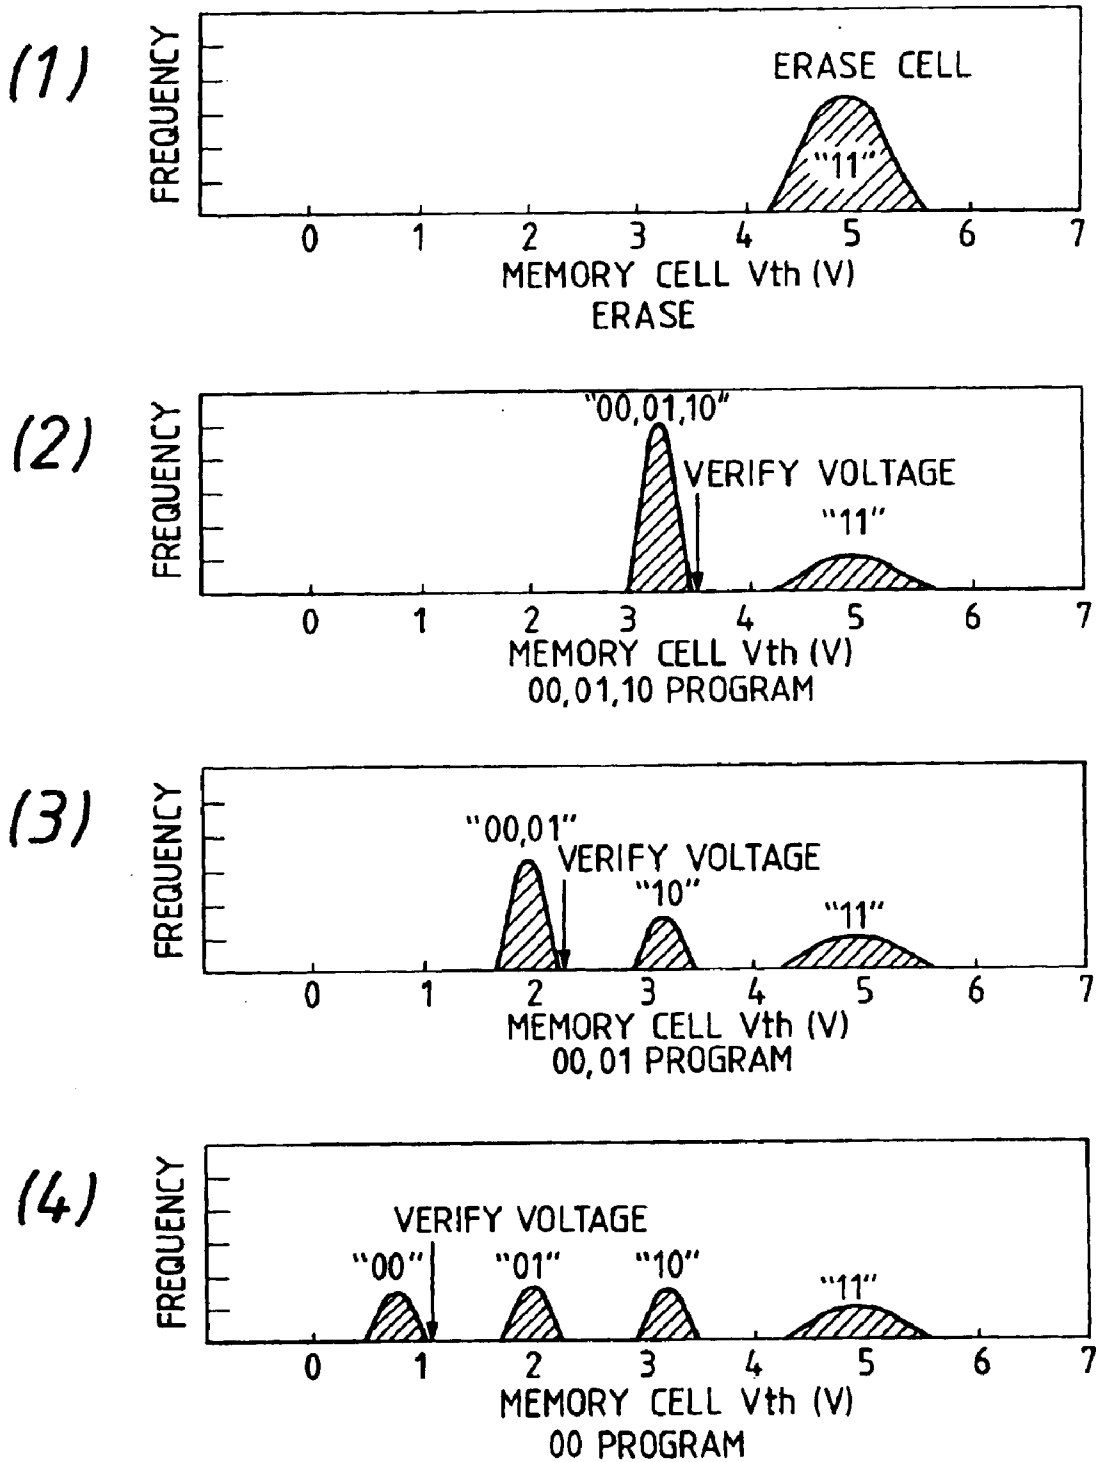 (1)
FREQUENCY
ERASE CELL
"11"
0 1 2 3 4 5 6 7
MEMORY CELL Vth (V)
ERASE
(2)
FREQUENCY
"00,01,10"
VERIFY VOLTAGE
"11"
0 1 2 3 4 5 6 7
MEMORY CELL Vth (V)
00,01,10 PROGRAM
(3)
FREQUENCY
"00,01"
VERIFY VOLTAGE
"10"
"11"
0 1 2 3 4 5 6 7
MEMORY CELL Vth (V)
00,01 PROGRAM
(4)
FREQUENCY
VERIFY VOLTAGE
"00" "01" "10" "11"
0 1 2 3 4 5 6 7
MEMORY CELL Vth (V)
00 PROGRAM